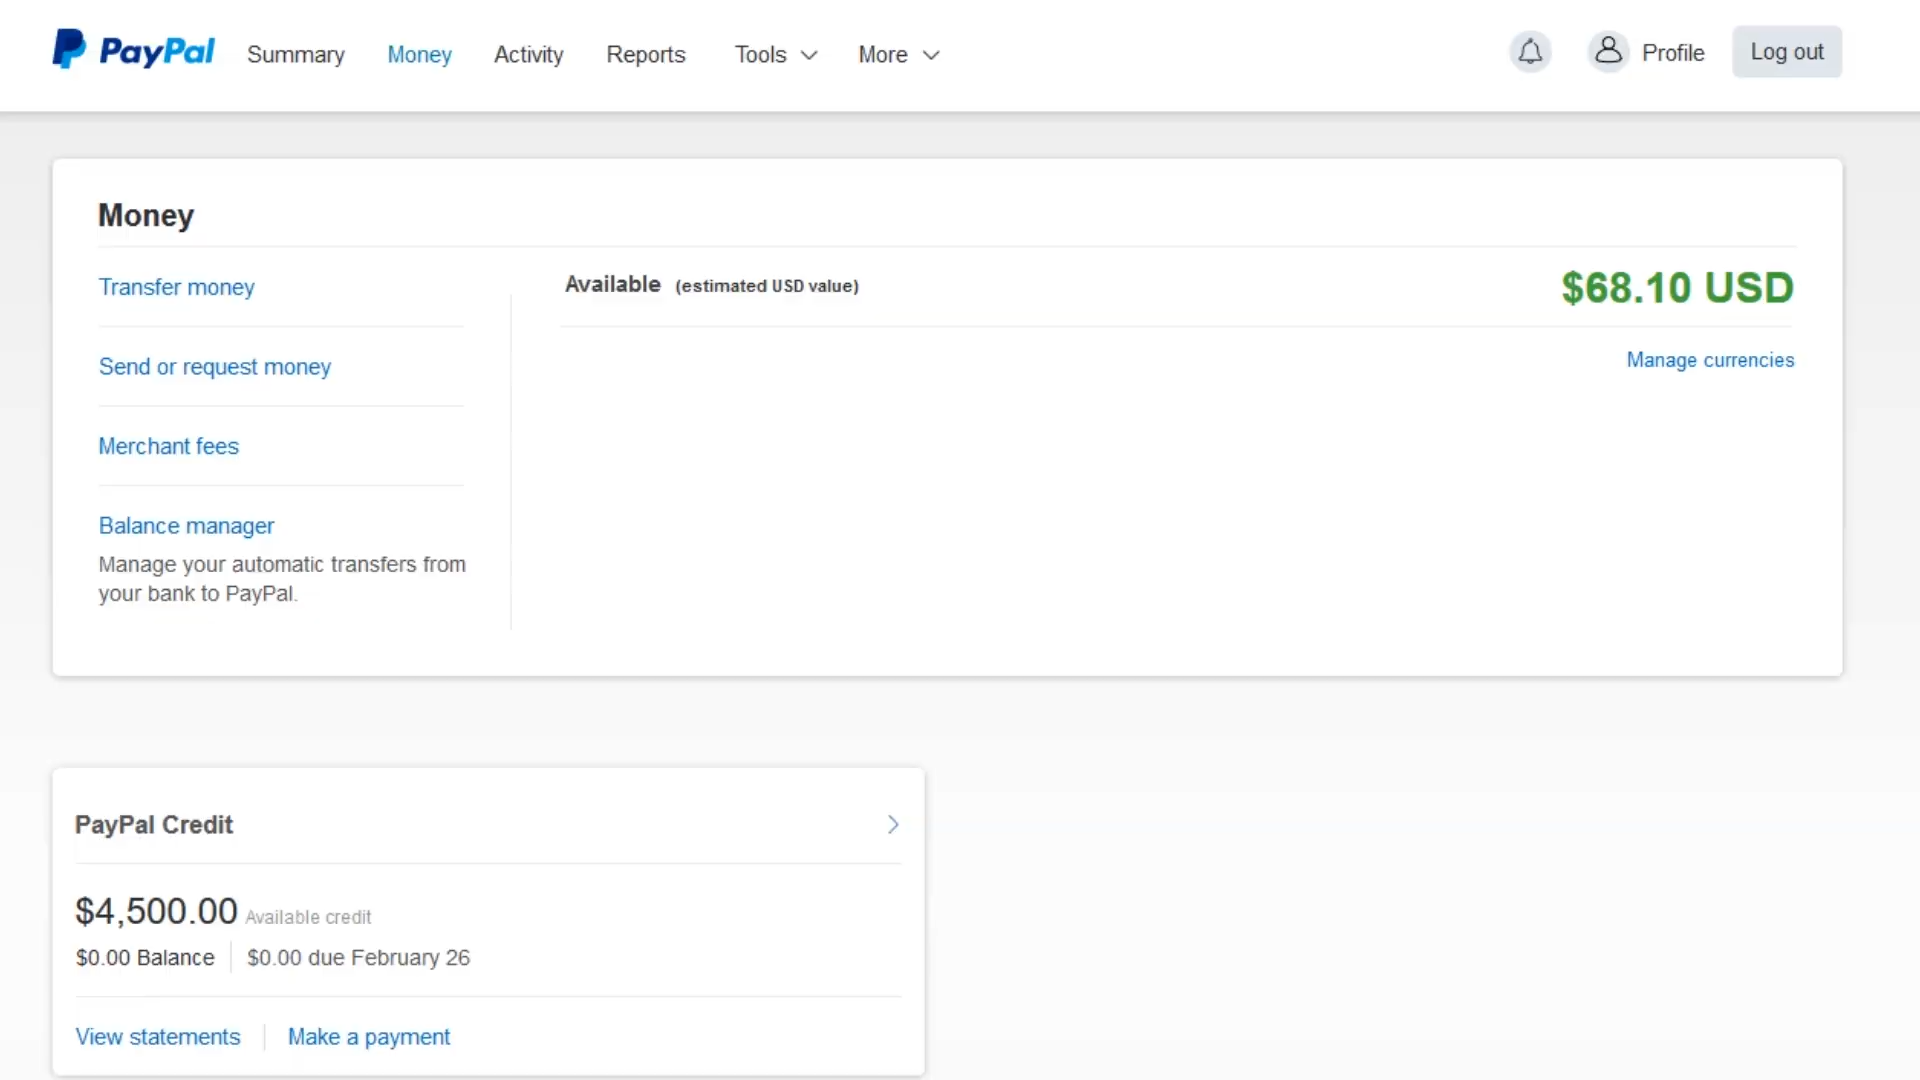 PayPal Summary Money Activity Reports Tools More Profile Log out
Money
Transfer money
Available (estimated USD value) $68.10 USD
Send or request money
Manage currencies
Merchant fees
Balance manager
Manage your automatic transfers from
your bank to PayPal.
PayPal Credit
$4,500.00 Available credit
$0.00 Balance $0.00 due February 26
View statements Make a payment